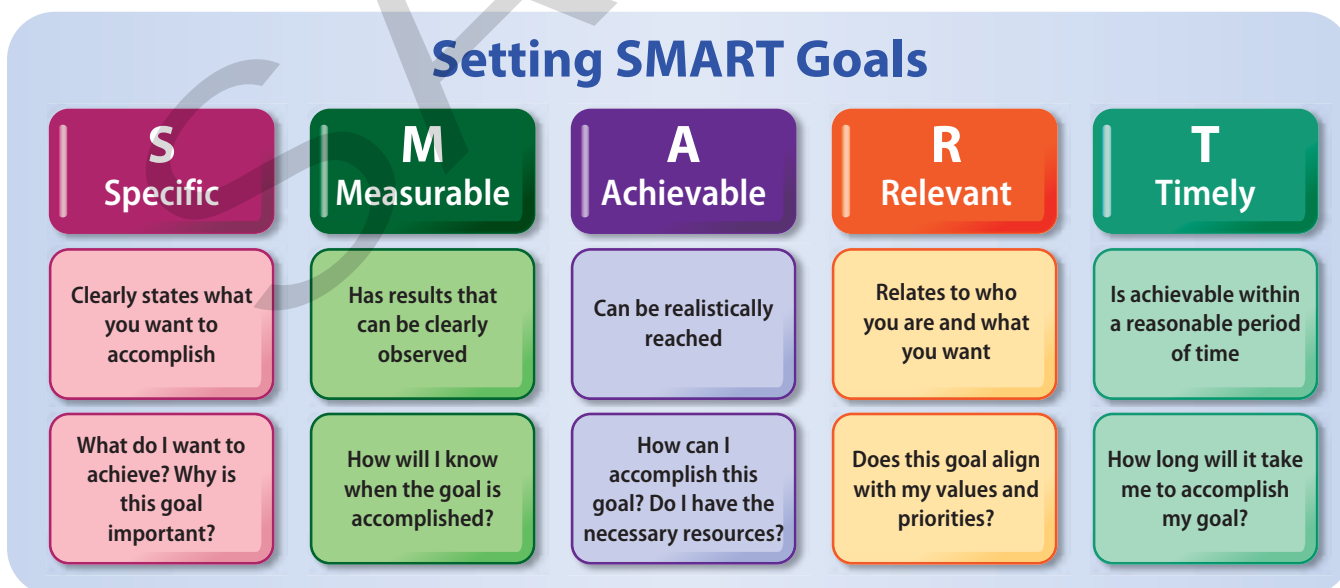 Setting SMART Goals
S
Specific
M
Measurable
A
Achievable
R
Relevant
T
Timely
Clearly states what
you want to
accomplish
Has results that
can be clearly
observed
Can be realistically
reached
Relates to who
you are and what
you want
Is achievable within
a reasonable period
of time
What do I want to
achieve? Why is
this goal
important?
How will I know
when the goal is
accomplished?
How can I
accomplish this
goal? Do I have the
necessary resources?
Does this goal align
with my values and
priorities?
How long will it take
me to accomplish
my goal?